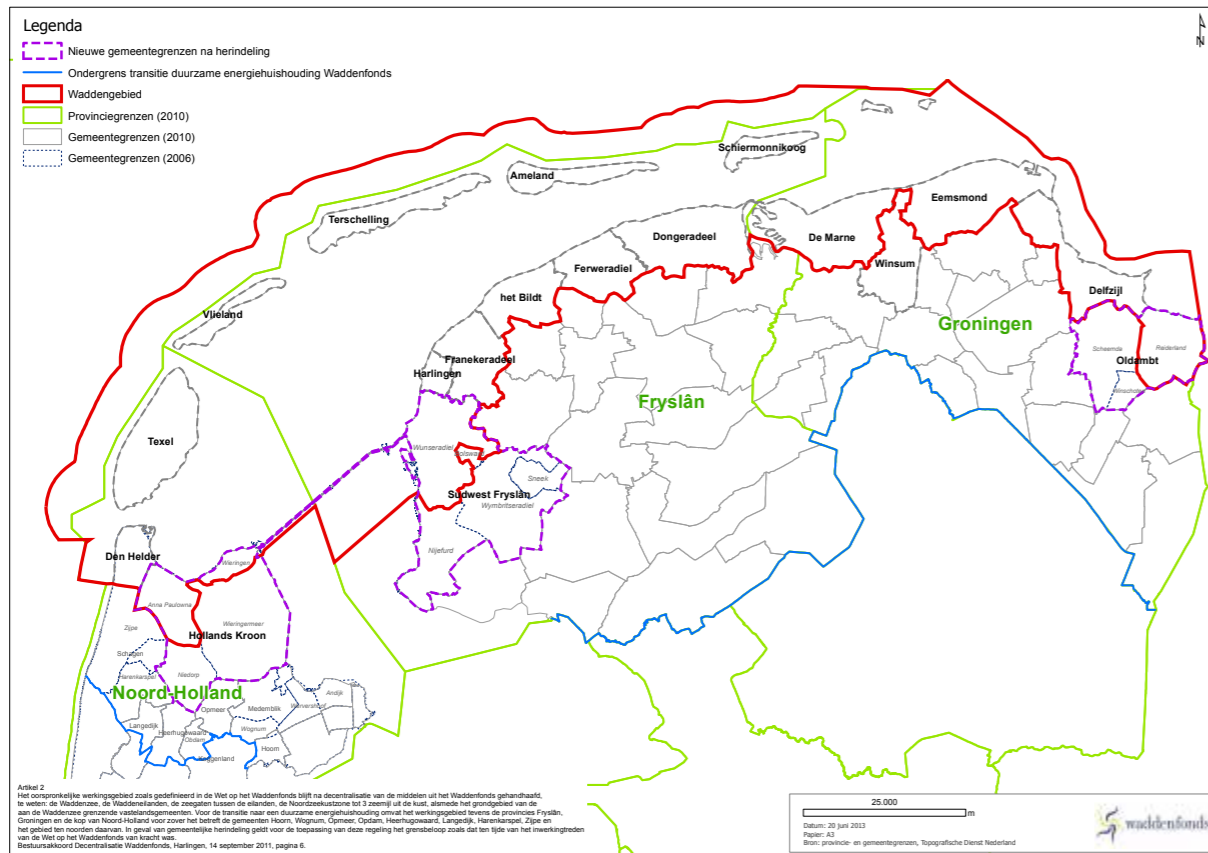 Legenda
Nieuwe gemeentegrenzen na herindeling
Ondergrens transitie duurzame energiehuishouding Waddenfonds
Waddengebied
Provinciegrenzen (2010)
Gemeentegrenzen (2010)
Gemeentegrenzen (2006)
N
Schiermonnikoog
Ameland
Terschelling
Eemsmond
Dongeradeel
De Marne
Ferweradiel
Winsum
Delfzijl
het Bildt
Vlieland
Groningen
Scheemda
Reiderland
Oldambt
Winschoten
Franekeradeel
Harlingen
Fryslân
Texel
Wunseradiel
Bolsward
Sneek
Súdwest Fryslân
Wymbritseradiel
Nijefurd
Den Helder
Wieringen
Anna Paulowna
Zijpe
Wieringermeer
Hollands Kroon
Schagen
Harenkarspel
Niedorp
Noord-Holland
Andijk
Opmeer
Medemblik
Wervershoof
Langedijk
Heerhugowaard
Obdam
Wognum
Hoorn
Koggenland
Artikel 2
Het oorspronkelijke werkingsgebied zoals gedefinieerd in de Wet op het Waddenfonds blijft na decentralisatie van de middelen uit het Waddenfonds gehandhaafd,
te weten: de Waddenzee, de Waddeneilanden, de zeegaten tussen de eilanden, de Noordzeekustzone tot 3 zeemijl uit de kust, alsmede het grondgebied van de
aan de Waddenzee grenzende vastelandsgemeenten. Voor de transitie naar een duurzame energiehuishouding omvat het werkingsgebied tevens de provincies Fryslân,
Groningen en de kop van Noord-Holland voor zover het betreft de gemeenten Hoorn, Wognum, Opmeer, Opdam, Heerhugowaard, Langedijk, Harenkarspel, Zijpe en
het gebied ten noorden daarvan. In geval van gemeentelijke herindeling geldt voor de toepassing van deze regeling het grensbeloop zoals dat ten tijde van het inwerkingtreden
van de Wet op het Waddenfonds van kracht was.
Bestuursakkoord Decentralisatie Waddenfonds, Harlingen, 14 september 2011, pagina 6.
25.000
m
Datum: 20 juni 2013
Papier: A3
Bron: provincie- en gemeentegrenzen, Topografische Dienst Nederland
waddenfonds